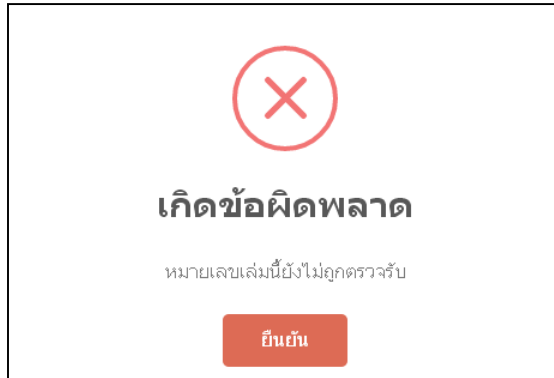 เกิดข้อผิดพลาด
หมายเลขเล่มนี้ยังไม่ถูกตรวจรับ
ยืนยัน